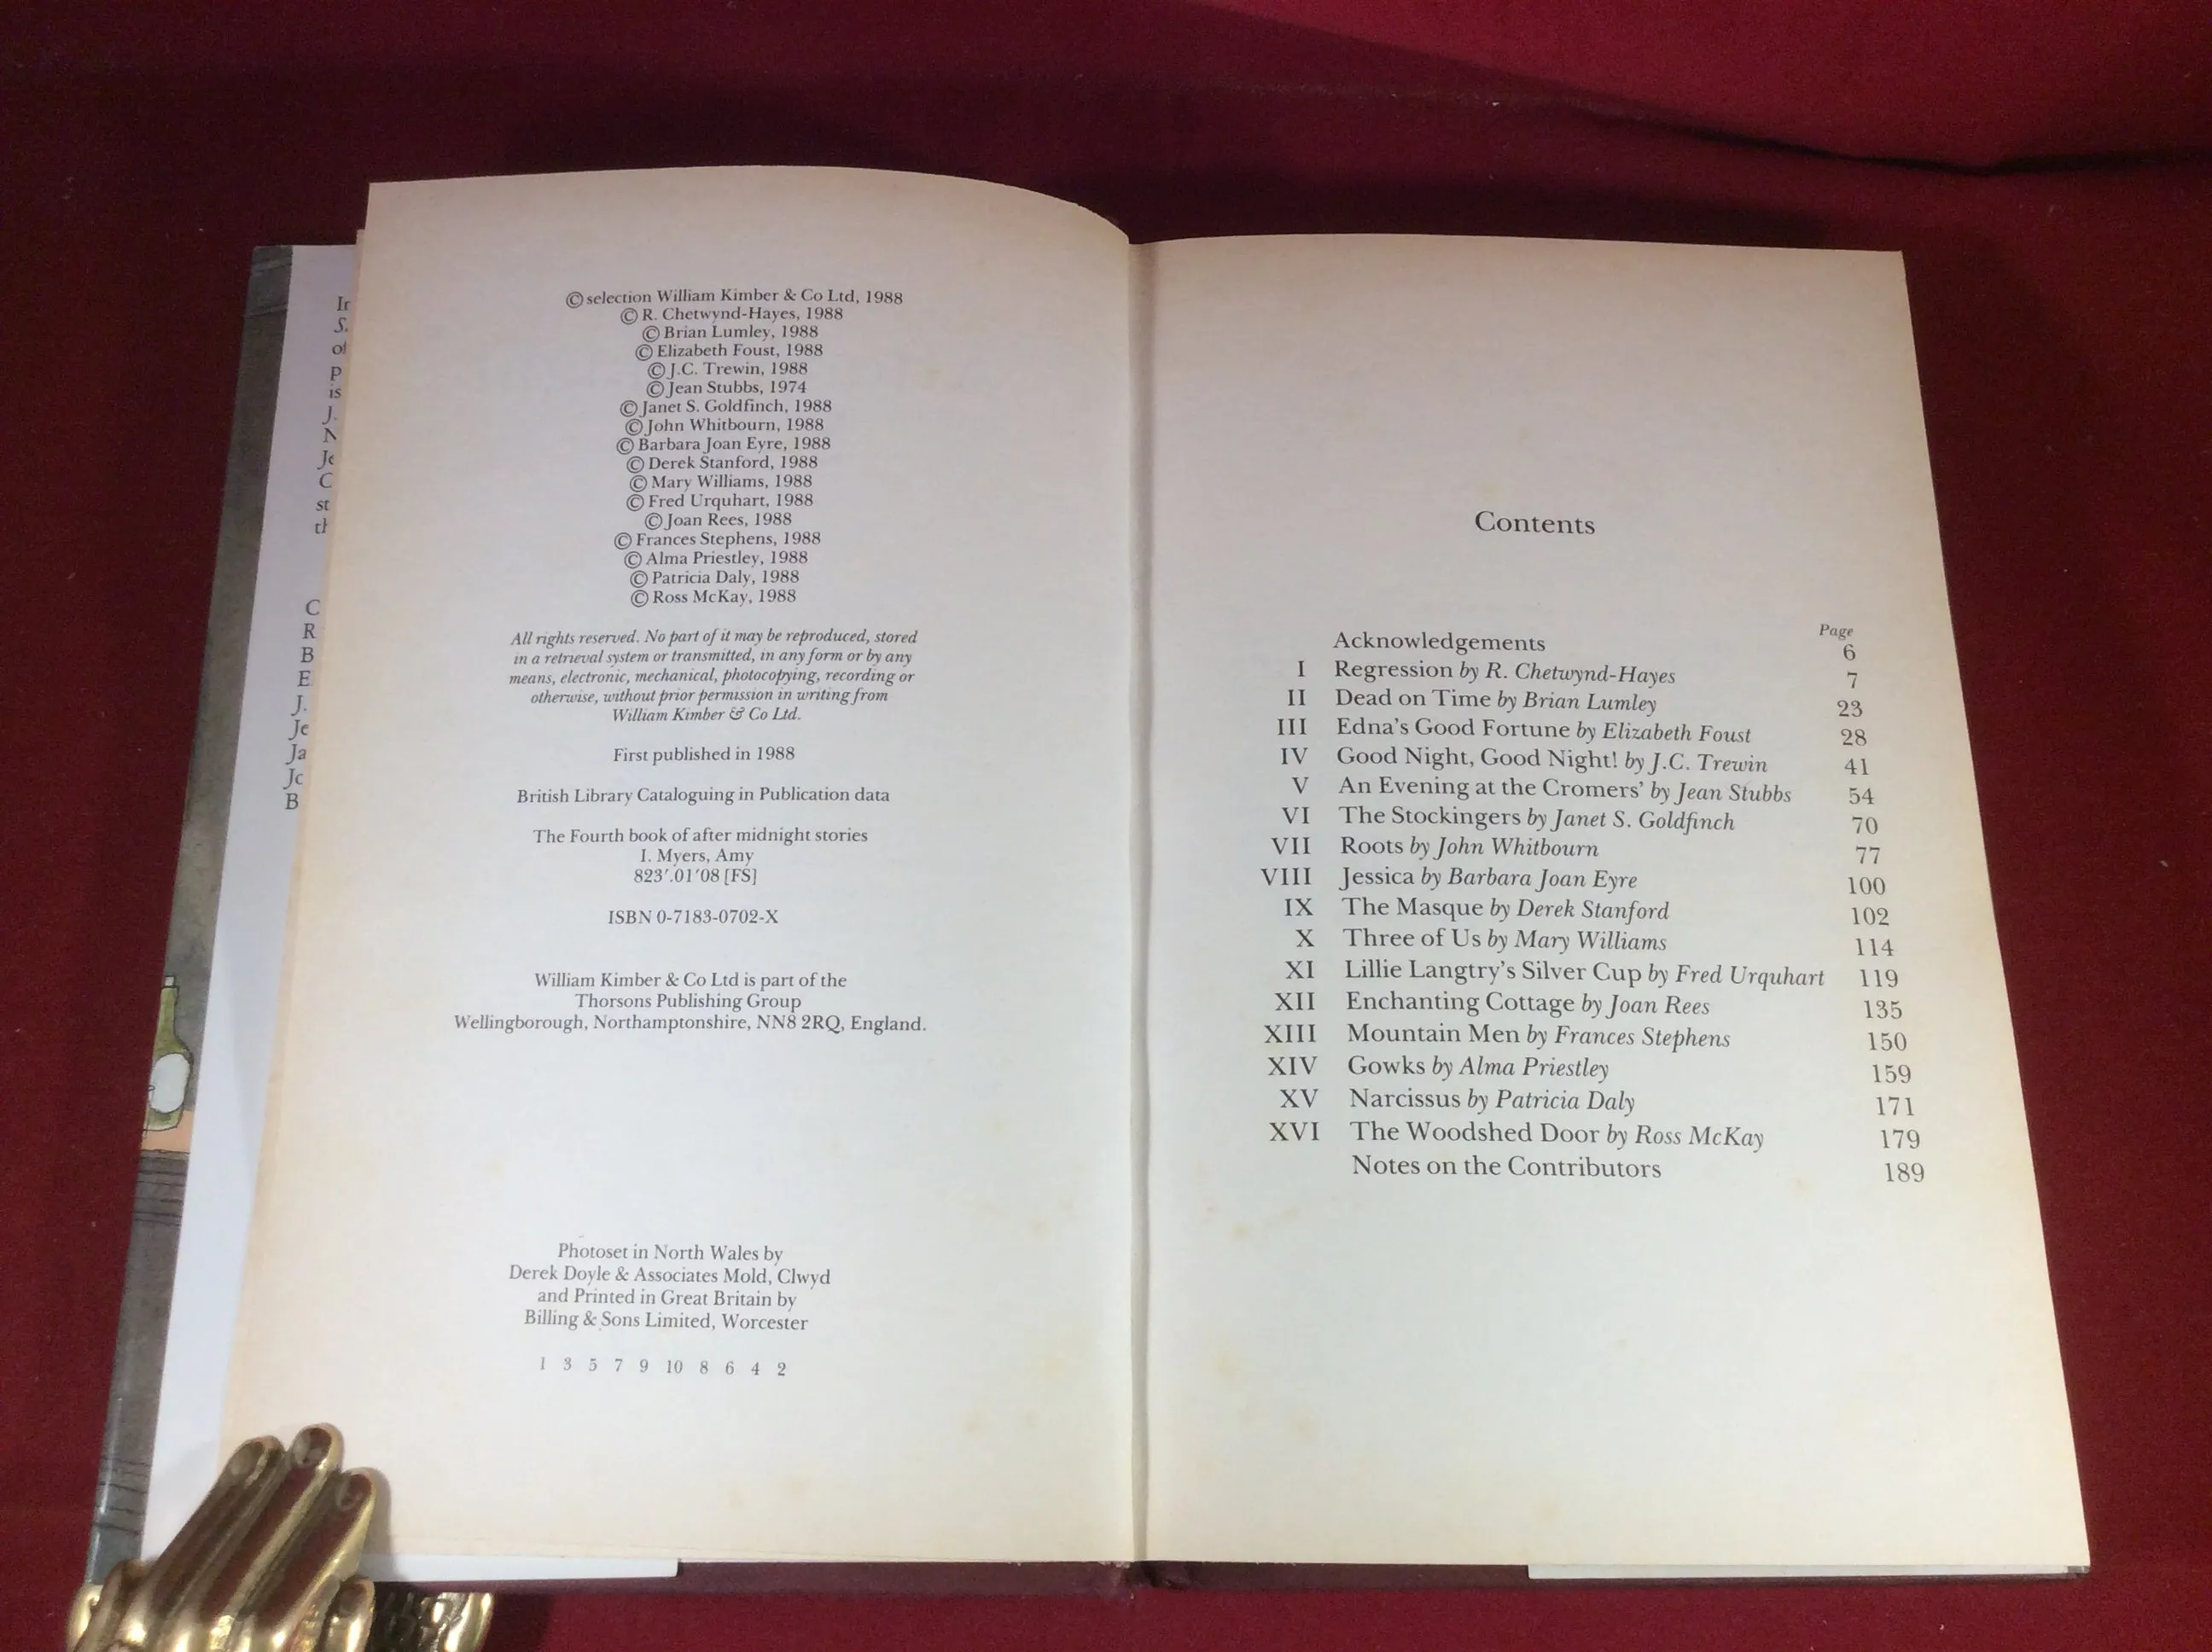 © selection William Kimber & Co Ltd, 1988
© R. Chetwynd-Hayes, 1988
© Brian Lumley, 1988
© Elizabeth Foust, 1988
© J.C. Trewin, 1988
© Jean Stubbs, 1974
© Janet S. Goldfinch, 1988
© John Whitbourn, 1988
© Barbara Joan Eyre, 1988
© Derek Stanford, 1988
© Mary Williams, 1988
© Fred Urquhart, 1988
© Joan Rees, 1988
© Frances Stephens, 1988
© Alma Priestley, 1988
© Patricia Daly, 1988
© Ross McKay, 1988
All rights reserved. No part of it may be reproduced, stored
in a retrieval system or transmitted, in any form or by any
means, electronic, mechanical, photocopying, recording or
otherwise, without prior permission in writing from
William Kimber & Co Ltd.
First published in 1988
British Library Cataloguing in Publication data
The Fourth book of after midnight stories
I. Myers, Amy
823'.01'08 [FS]
ISBN 0-7183-0702-X
William Kimber & Co Ltd is part of the
Thorsons Publishing Group
Wellingborough, Northamptonshire, NN8 2RQ, England.
Photoset in North Wales by
Derek Doyle & Associates Mold, Clwyd
and Printed in Great Britain by
Billing & Sons Limited, Worcester
1 3 5 7 9 10 8 6 4 2
Contents
Page
Acknowledgements 6
I Regression by R. Chetwynd-Hayes 7
II Dead on Time by Brian Lumley 23
III Edna's Good Fortune by Elizabeth Foust 28
IV Good Night, Good Night! by J.C. Trewin 41
V An Evening at the Cromers' by Jean Stubbs 54
VI The Stockingers by Janet S. Goldfinch 70
VII Roots by John Whitbourn 77
VIII Jessica by Barbara Joan Eyre 100
IX The Masque by Derek Stanford 102
X Three of Us by Mary Williams 114
XI Lillie Langtry's Silver Cup by Fred Urquhart 119
XII Enchanting Cottage by Joan Rees 135
XIII Mountain Men by Frances Stephens 150
XIV Gowks by Alma Priestley 159
XV Narcissus by Patricia Daly 171
XVI The Woodshed Door by Ross McKay 179
Notes on the Contributors 189